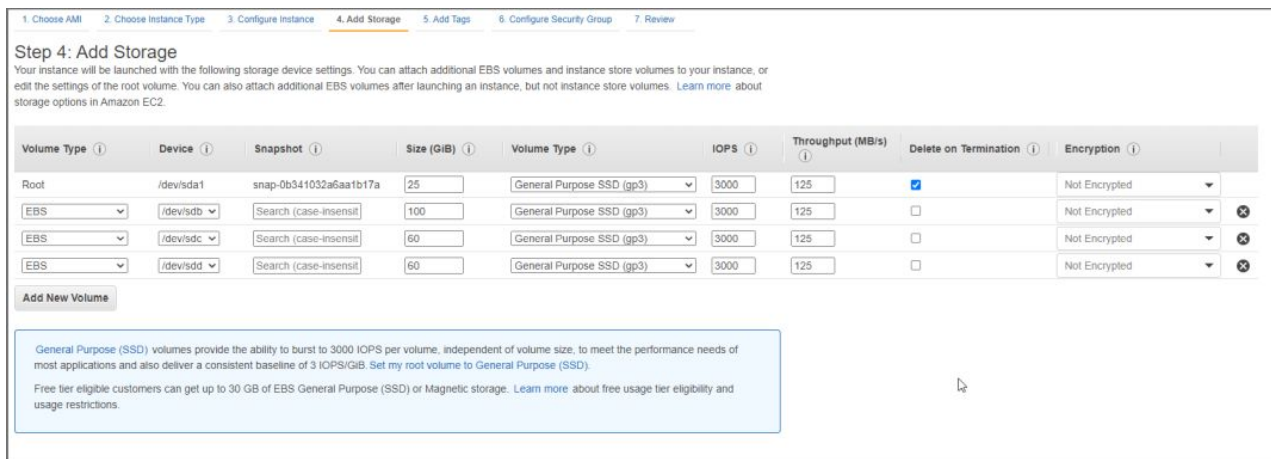 1. Choose AMI 2. Choose Instance Type 3. Configure Instance 4. Add Storage 5. Add Tags 6. Configure Security Group 7. Review
Step 4: Add Storage
Your instance will be launched with the following storage device settings. You can attach additional EBS volumes and instance store volumes to your instance, or
edit the settings of the root volume. You can also attach additional EBS volumes after launching an instance, but not instance store volumes. Learn more about
storage options in Amazon EC2.
Volume Type Device Snapshot Size (GiB) Volume Type IOPS Throughput (MB/s) Delete on Termination Encryption
Root /dev/sda1 snap-0b341032a6aa1b17a 25 General Purpose SSD (gp3) 3000 125 Not Encrypted
EBS /dev/sdb Search (case-insensit 100 General Purpose SSD (gp3) 3000 125 Not Encrypted
EBS /dev/sdc Search (case-insensit 60 General Purpose SSD (gp3) 3000 125 Not Encrypted
EBS /dev/sdd Search (case-insensit 60 General Purpose SSD (gp3) 3000 125 Not Encrypted
Add New Volume
General Purpose (SSD) volumes provide the ability to burst to 3000 IOPS per volume, independent of volume size, to meet the performance needs of
most applications and also deliver a consistent baseline of 3 IOPS/GiB. Set my root volume to General Purpose (SSD).
Free tier eligible customers can get up to 30 GB of EBS General Purpose (SSD) or Magnetic storage. Learn more about free usage tier eligibility and
usage restrictions.